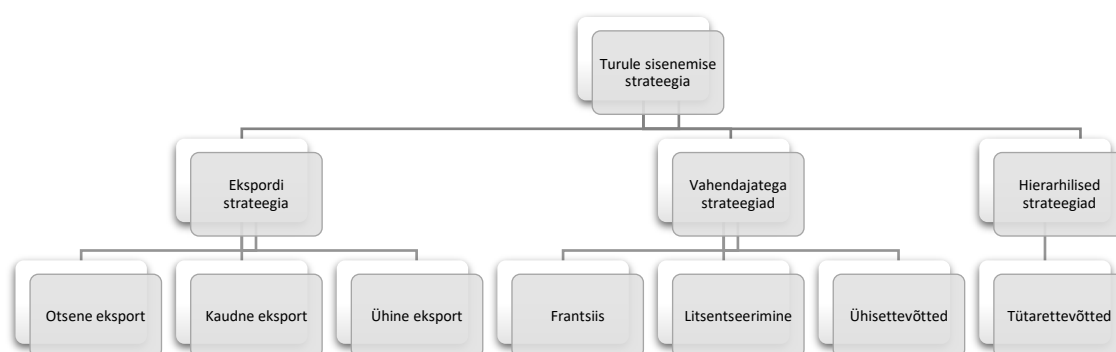 Turule sisenemise
strateegia
Ekspordi
strateegia
Vahendajatega
strateegiad
Hierarhilised
strateegiad
Otsene eksport
Kaudne eksport
Ühine eksport
Frantsiis
Litsentseerimine
Ühisettevõtted
Tütarettevõtted